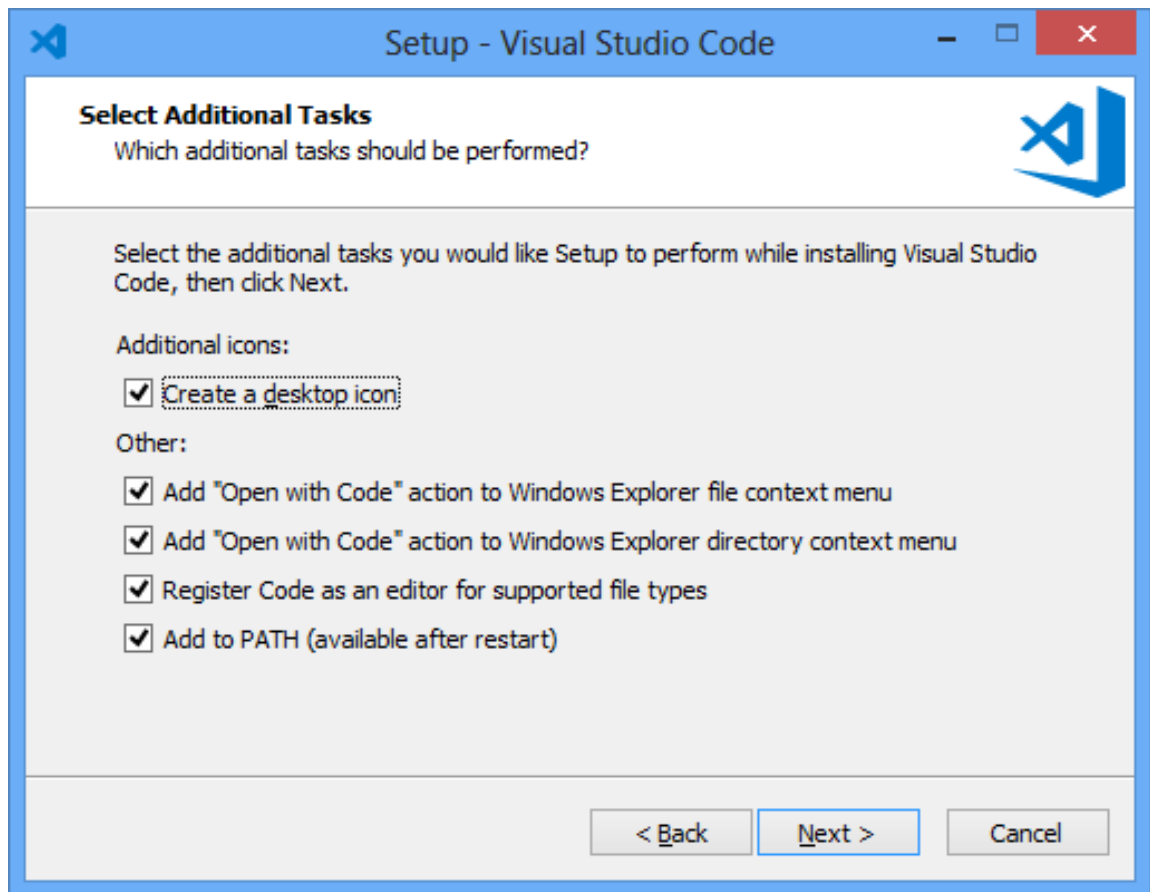 Setup - Visual Studio Code
Select Additional Tasks
Which additional tasks should be performed?
Select the additional tasks you would like Setup to perform while installing Visual Studio
Code, then click Next.
Additional icons:
Create a desktop icon
Other:
Add "Open with Code" action to Windows Explorer file context menu
Add "Open with Code" action to Windows Explorer directory context menu
Register Code as an editor for supported file types
Add to PATH (available after restart)
< Back Next > Cancel